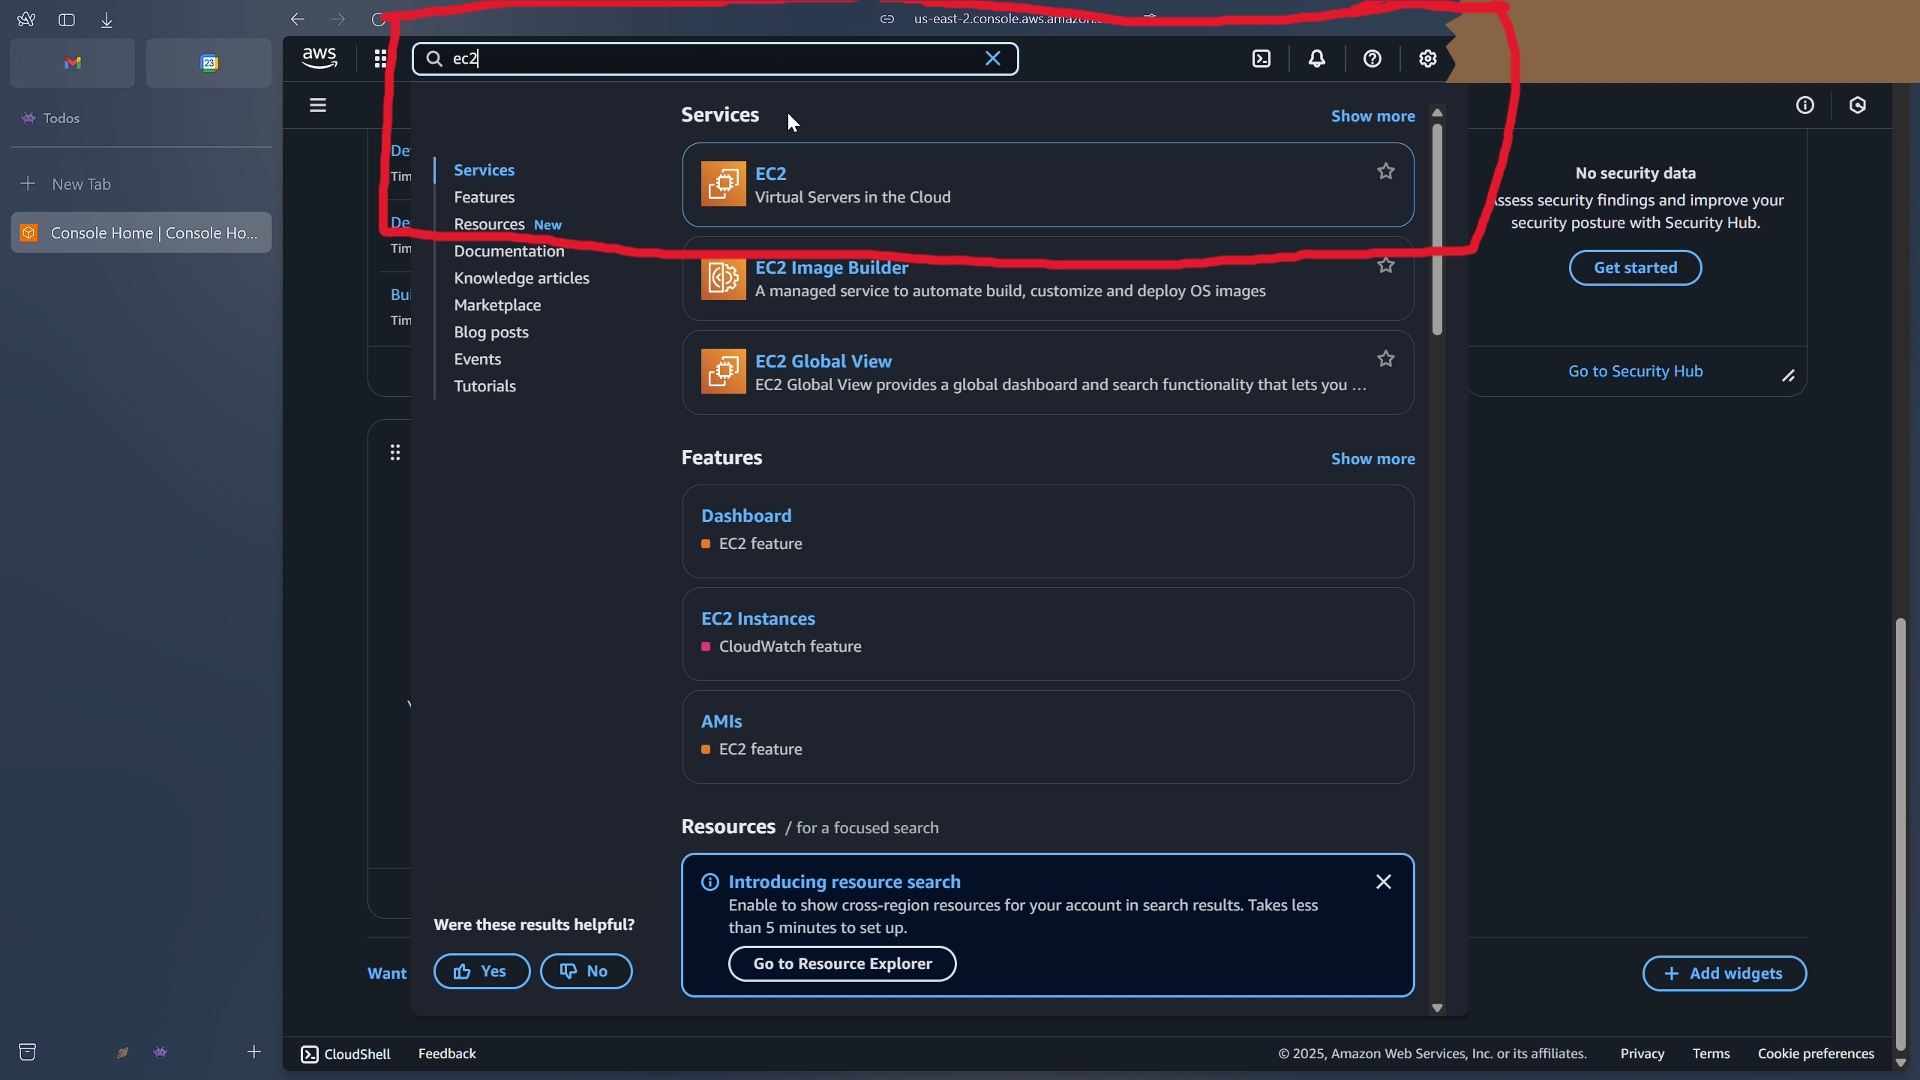 us-east-2.console.aws.amazon.c...
aws
ec2
23
Todos
New Tab
Console Home | Console Ho...
Services
Features
Resources New
Documentation
Knowledge articles
Marketplace
Blog posts
Events
Tutorials
Services
Show more
EC2
Virtual Servers in the Cloud
EC2 Image Builder
A managed service to automate build, customize and deploy OS images
EC2 Global View
EC2 Global View provides a global dashboard and search functionality that lets you ...
Features
Show more
Dashboard
EC2 feature
EC2 Instances
CloudWatch feature
AMIs
EC2 feature
Resources / for a focused search
Introducing resource search
Enable to show cross-region resources for your account in search results. Takes less
than 5 minutes to set up.
Go to Resource Explorer
Were these results helpful?
Yes
No
De
Tim
De
Tim
Bui
Tim
Want
No security data
ssess security findings and improve your
security posture with Security Hub.
Get started
Go to Security Hub
+ Add widgets
CloudShell
Feedback
© 2025, Amazon Web Services, Inc. or its affiliates.
Privacy
Terms
Cookie preferences